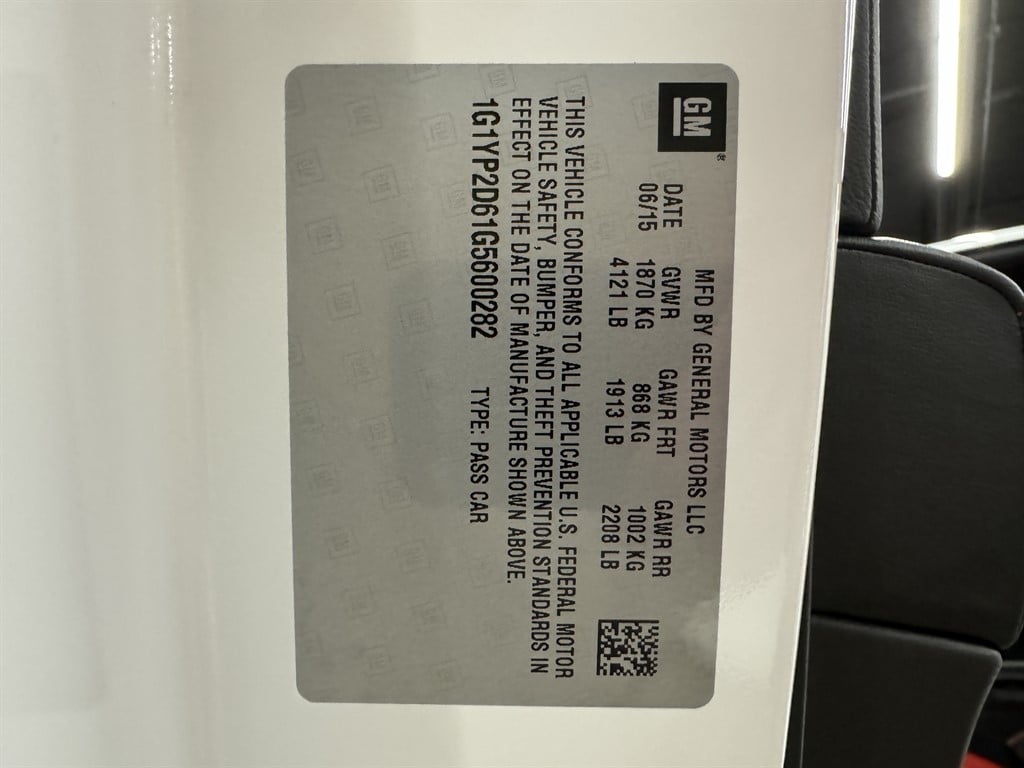 GM
MFD BY GENERAL MOTORS LLC
DATE GVWR GAWR FRT GAWR RR
06/15 1870 KG 868 KG 1002 KG
4121 LB 1913 LB 2208 LB
THIS VEHICLE CONFORMS TO ALL APPLICABLE U.S. FEDERAL MOTOR
VEHICLE SAFETY, BUMPER, AND THEFT PREVENTION STANDARDS IN
EFFECT ON THE DATE OF MANUFACTURE SHOWN ABOVE.
1G1YP2D61G5600282 TYPE: PASS CAR